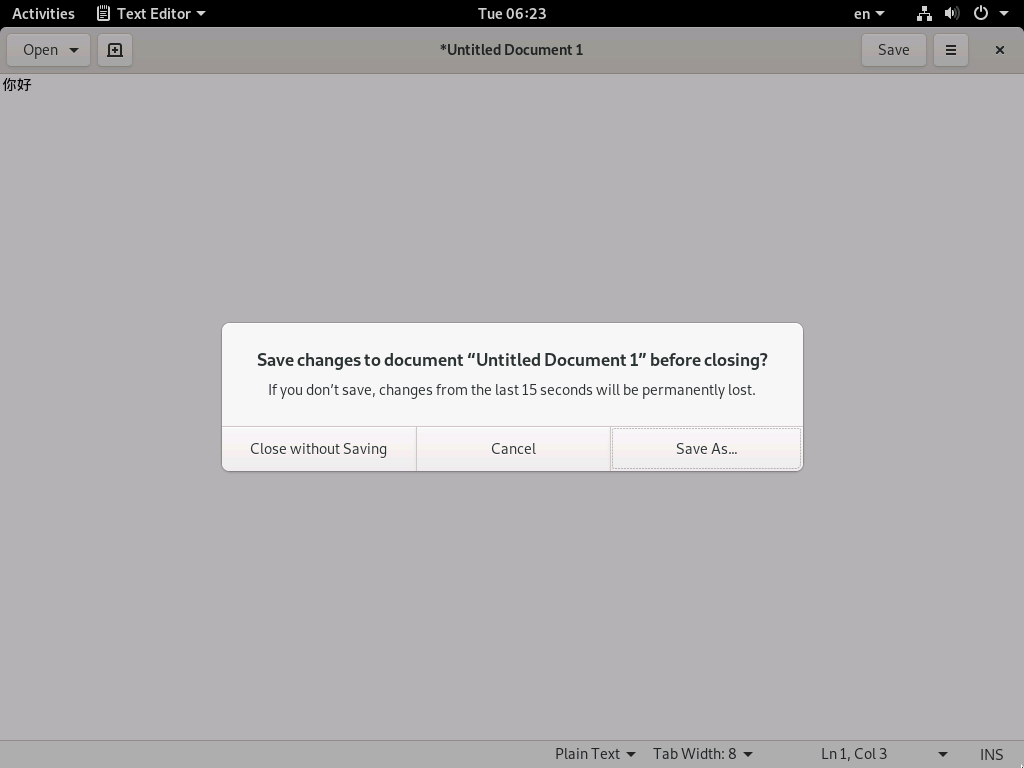 Activities Text Editor Tue 06:23 en
Open *Untitled Document 1 Save
你好
Save changes to document “Untitled Document 1” before closing?
If you don’t save, changes from the last 15 seconds will be permanently lost.
Close without Saving Cancel Save As...
Plain Text Tab Width: 8 Ln 1, Col 3 INS